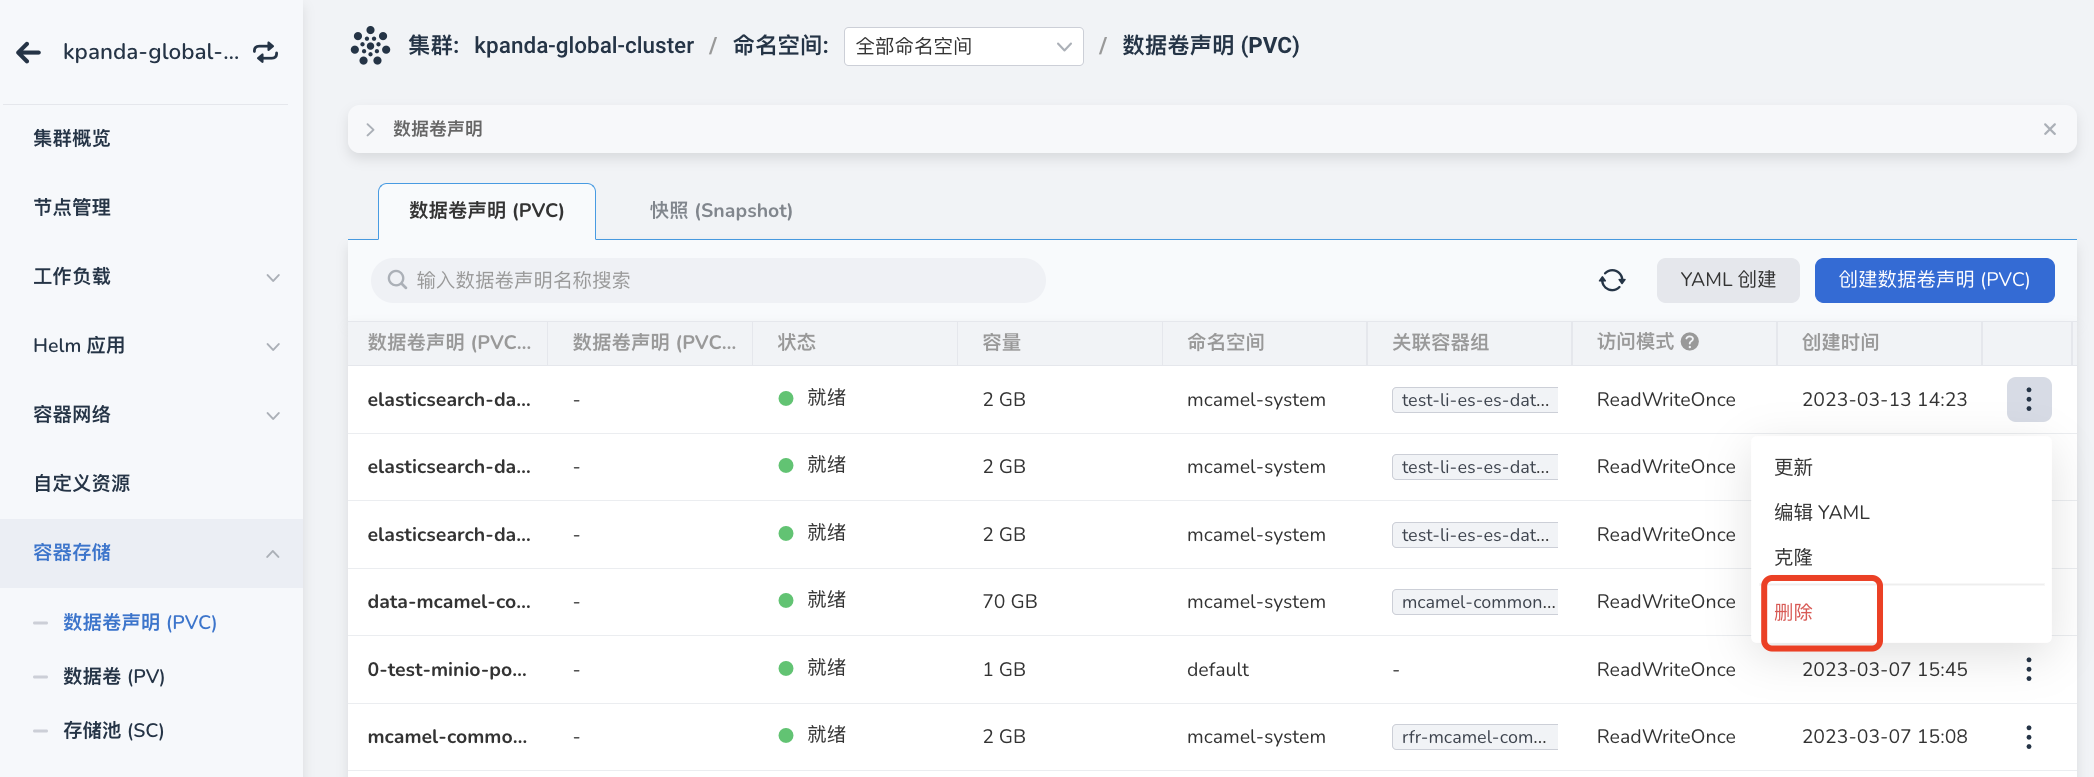 kpanda-global-...
集群概览
节点管理
工作负载
Helm 应用
容器网络
自定义资源
容器存储
数据卷声明 (PVC)
数据卷 (PV)
存储池 (SC)
集群: kpanda-global-cluster / 命名空间: 全部命名空间 / 数据卷声明 (PVC)
数据卷声明
数据卷声明 (PVC) 快照 (Snapshot)
输入数据卷声明名称搜索 YAML 创建 创建数据卷声明 (PVC)
数据卷声明 (PVC... 数据卷声明 (PVC... 状态 容量 命名空间 关联容器组 访问模式 创建时间
elasticsearch-da... - 就绪 2 GB mcamel-system test-li-es-es-dat... ReadWriteOnce 2023-03-13 14:23
elasticsearch-da... - 就绪 2 GB mcamel-system test-li-es-es-dat... ReadWriteOnce
elasticsearch-da... - 就绪 2 GB mcamel-system test-li-es-es-dat... ReadWriteOnce
data-mcamel-co... - 就绪 70 GB mcamel-system mcamel-common... ReadWriteOnce
0-test-minio-po... - 就绪 1 GB default - ReadWriteOnce 2023-03-07 15:45
mcamel-commo... - 就绪 2 GB mcamel-system rfr-mcamel-com... ReadWriteOnce 2023-03-07 15:08
更新
编辑 YAML
克隆
删除